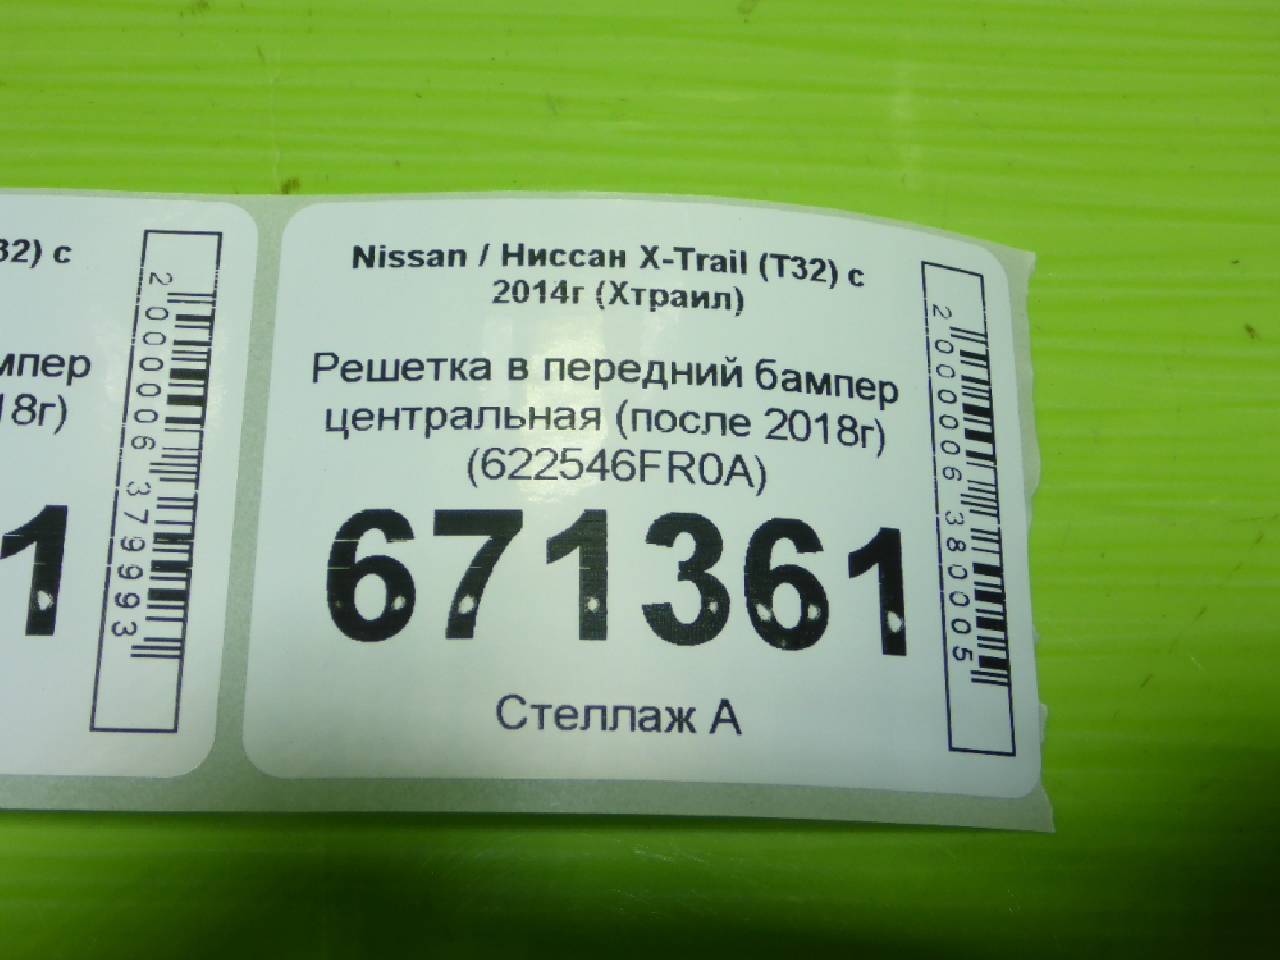 32) с
мпер
18г)
1
2000006379993
Nissan / Ниссан X-Trail (T32) с
2014г (Хтраил)
Решетка в передний бампер
центральная (после 2018г)
(622546FR0A)
671361
Стеллаж А
2000006380005